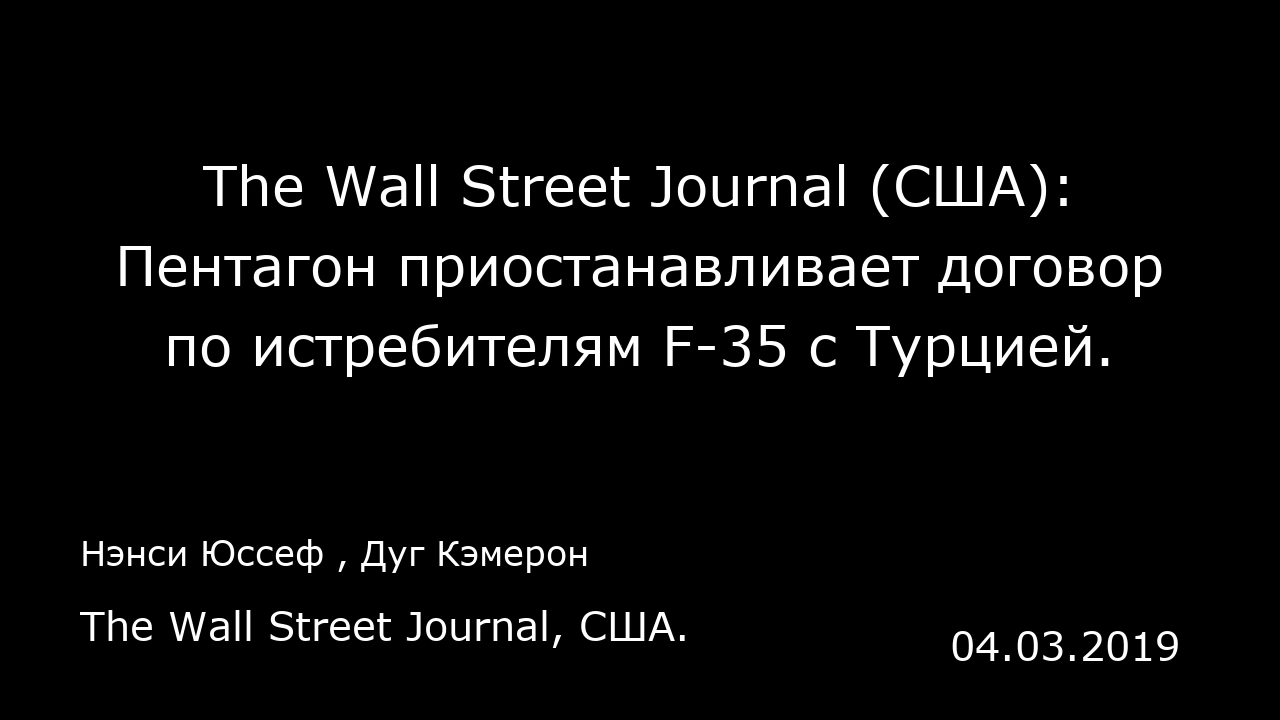 The Wall Street Journal (США):
Пентагон приостанавливает договор
по истребителям F-35 с Турцией.
Нэнси Юссеф , Дуг Кэмерон
The Wall Street Journal, США.
04.03.2019